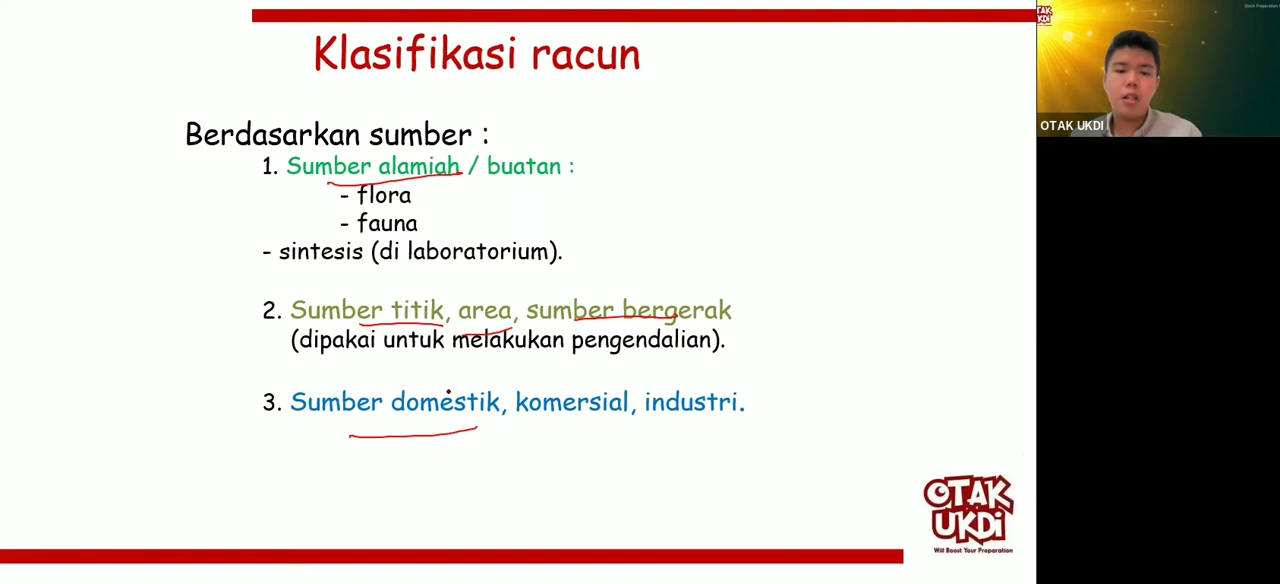 Klasifikasi racun
Berdasarkan sumber :
1. Sumber alamiah / buatan :
- flora
- fauna
- sintesis (di laboratorium).
2. Sumber titik, area, sumber bergerak
(dipakai untuk melakukan pengendalian).
3. Sumber domestik, komersial, industri.
OTAK
UKDI
Will Boost Your Preparation
OTAK UKDI